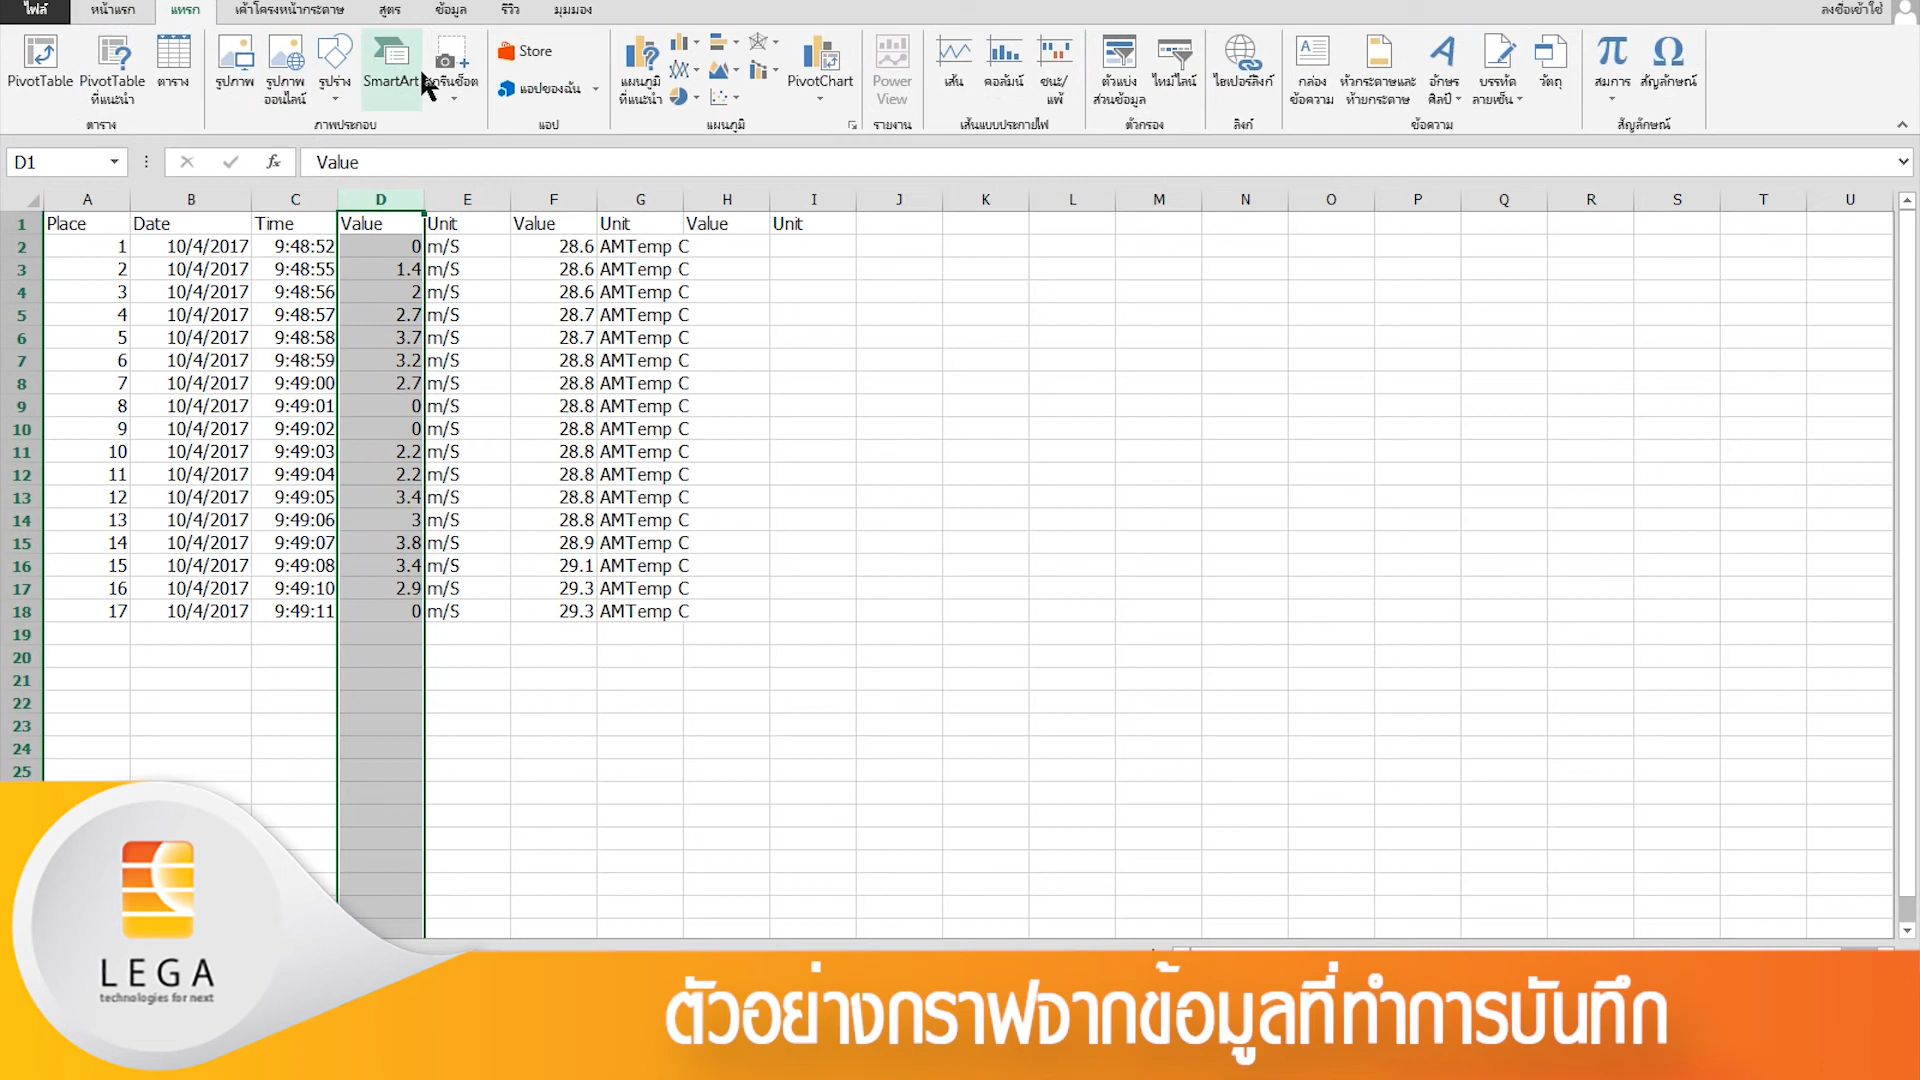 ไฟล์ หน้าแรก แทรก เค้าโครงหน้ากระดาษ สูตร ข้อมูล รีวิว มุมมอง ลงชื่อเข้าใช้
PivotTable
PivotTable ที่แนะนำ
ตาราง
ตาราง
รูปภาพ
รูปภาพ ออนไลน์
รูปร่าง
SmartArt
ภาพประกอบ
Store
แอปของฉัน
แอป
แผนภูมิ ที่แนะนำ
PivotChart
แผนภูมิ
Power View
รายงาน
เส้น
คอลัมน์
ชนะ/แพ้
เส้นแบบประกายไฟ
ตัวแบ่ง ส่วนข้อมูล
ไทม์ไลน์
ตัวกรอง
ไฮเปอร์ลิงก์
ลิงก์
กล่อง ข้อความ
หัวกระดาษและ ท้ายกระดาษ
อักษร ศิลป์
บรรทัด ลายเซ็น
วัตถุ
ข้อความ
สมการ
สัญลักษณ์
สัญลักษณ์
D1 fx Value
A B C D E F G H I J K L M N O P Q R S T U
1 Place Date Time Value Unit Value Unit Value Unit
2 1 10/4/2017 9:48:52 0 m/S 28.6 AMTemp C
3 2 10/4/2017 9:48:55 1.4 m/S 28.6 AMTemp C
4 3 10/4/2017 9:48:56 2 m/S 28.6 AMTemp C
5 4 10/4/2017 9:48:57 2.7 m/S 28.7 AMTemp C
6 5 10/4/2017 9:48:58 3.7 m/S 28.7 AMTemp C
7 6 10/4/2017 9:48:59 3.2 m/S 28.8 AMTemp C
8 7 10/4/2017 9:49:00 2.7 m/S 28.8 AMTemp C
9 8 10/4/2017 9:49:01 0 m/S 28.8 AMTemp C
10 9 10/4/2017 9:49:02 0 m/S 28.8 AMTemp C
11 10 10/4/2017 9:49:03 2.2 m/S 28.8 AMTemp C
12 11 10/4/2017 9:49:04 2.2 m/S 28.8 AMTemp C
13 12 10/4/2017 9:49:05 3.4 m/S 28.8 AMTemp C
14 13 10/4/2017 9:49:06 3 m/S 28.8 AMTemp C
15 14 10/4/2017 9:49:07 3.8 m/S 28.9 AMTemp C
16 15 10/4/2017 9:49:08 3.4 m/S 29.1 AMTemp C
17 16 10/4/2017 9:49:10 2.9 m/S 29.3 AMTemp C
18 17 10/4/2017 9:49:11 0 m/S 29.3 AMTemp C
19
20
21
22
23
24
25
LEGA
technologies for next
ตัวอย่างกราฟจากข้อมูลที่ทำการบันทึก